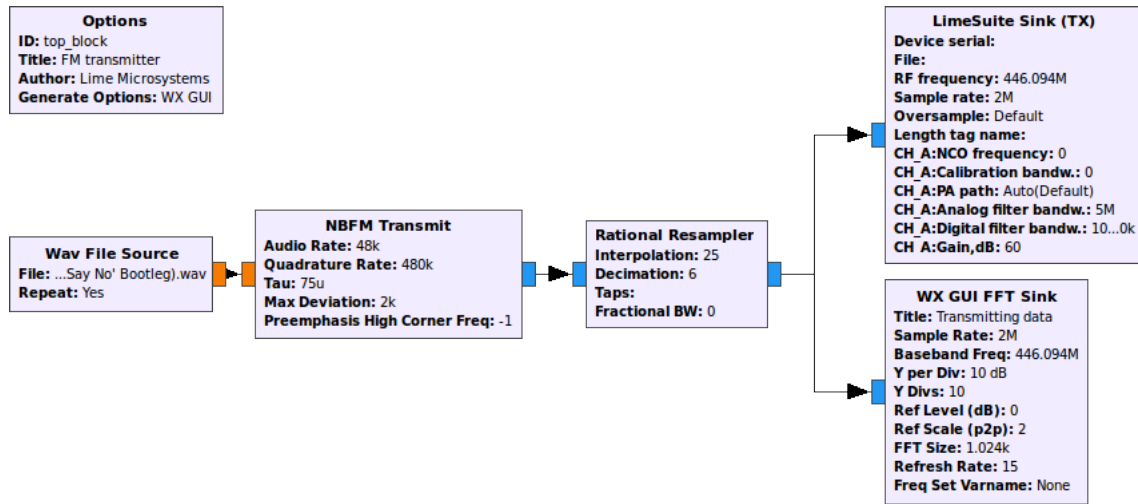 Options
ID: top_block
Title: FM transmitter
Author: Lime Microsystems
Generate Options: WX GUI
Wav File Source
File: ...Say No' Bootleg).wav
Repeat: Yes
NBFM Transmit
Audio Rate: 48k
Quadrature Rate: 480k
Tau: 75u
Max Deviation: 2k
Preemphasis High Corner Freq: -1
Rational Resampler
Interpolation: 25
Decimation: 6
Taps:
Fractional BW: 0
LimeSuite Sink (TX)
Device serial:
File:
RF frequency: 446.094M
Sample rate: 2M
Oversample: Default
Length tag name:
CH_A:NCO frequency: 0
CH_A:Calibration bandw.: 0
CH_A:PA path: Auto(Default)
CH_A:Analog filter bandw.: 5M
CH_A:Digital filter bandw.: 10...0k
CH_A:Gain,dB: 60
WX GUI FFT Sink
Title: Transmitting data
Sample Rate: 2M
Baseband Freq: 446.094M
Y per Div: 10 dB
Y Divs: 10
Ref Level (dB): 0
Ref Scale (p2p): 2
FFT Size: 1.024k
Refresh Rate: 15
Freq Set Varname: None